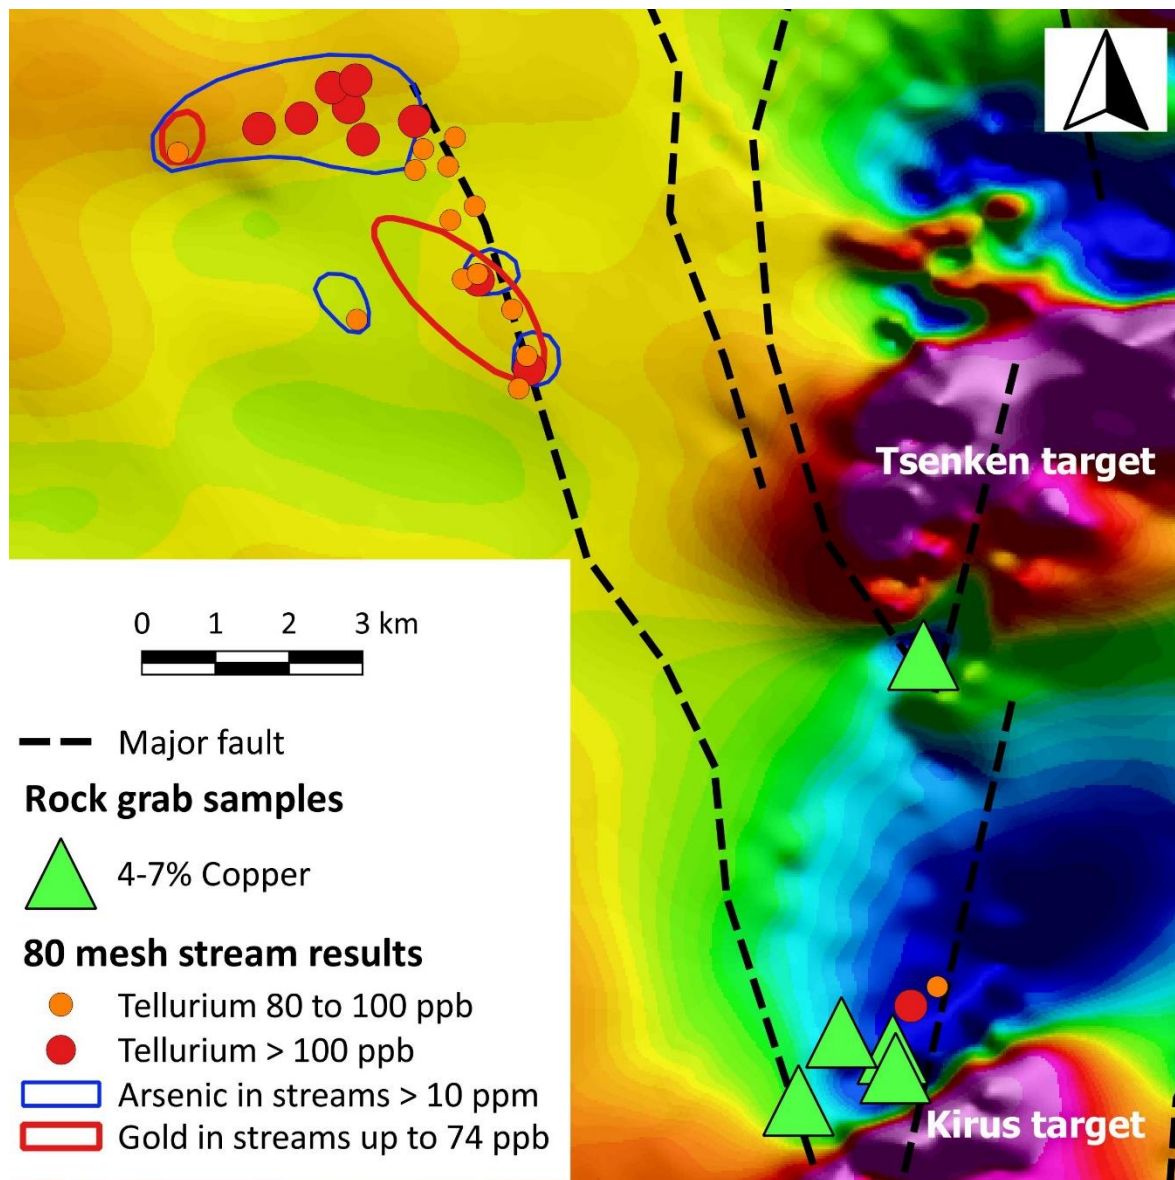 Tsenken target
0 1 2 3 km
Major fault
Rock grab samples
4-7% Copper
80 mesh stream results
Tellurium 80 to 100 ppb
Tellurium > 100 ppb
Arsenic in streams > 10 ppm
Gold in streams up to 74 ppb
Kirus target